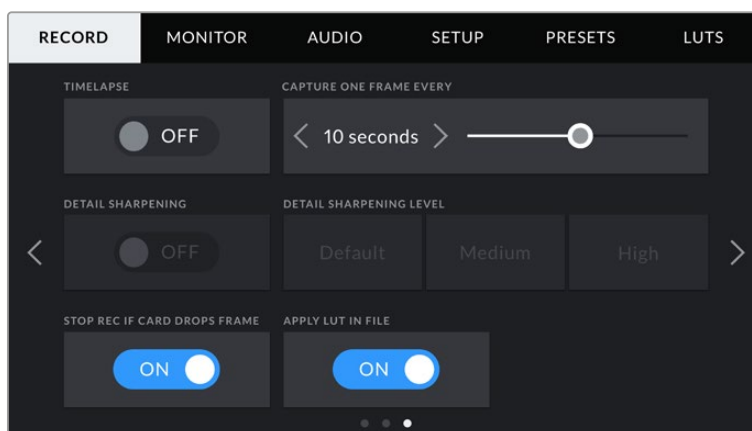 RECORD MONITOR AUDIO SETUP PRESETS LUTS
TIMELAPSE CAPTURE ONE FRAME EVERY
OFF 10 seconds
DETAIL SHARPENING DETAIL SHARPENING LEVEL
OFF Default Medium High
STOP REC IF CARD DROPS FRAME APPLY LUT IN FILE
ON ON